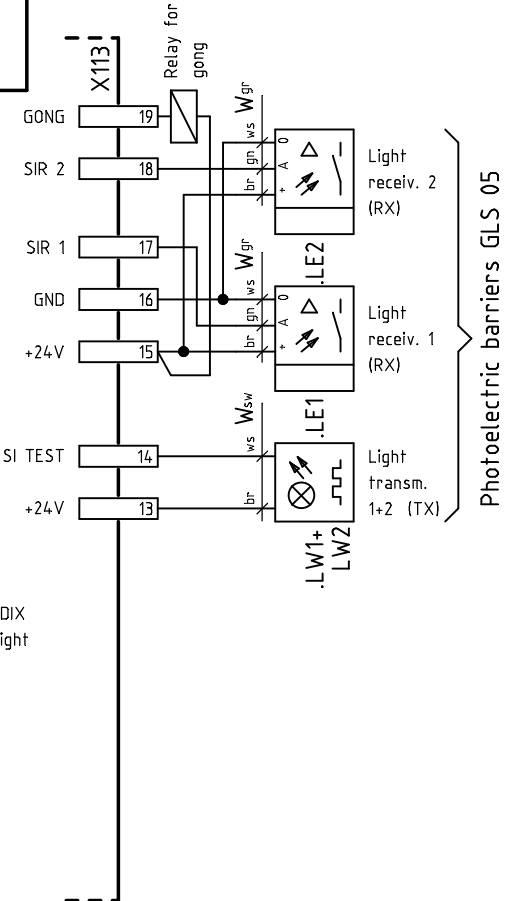 Relay for
gong
X113
GONG
19
SIR 2
18
SIR 1
17
GND
16
+24V
15
SI TEST
14
+24V
13
Wgr
ws
gn
br
0
A
+
Light
receiv. 2
(RX)
.LE2
Wgr
ws
gn
br
0
A
+
Light
receiv. 1
(RX)
.LE1
Wsw
ws
br
Light
transm.
1+2 (TX)
.LW1+
LW2
Photoelectric barriers GLS 05
DIX
ight